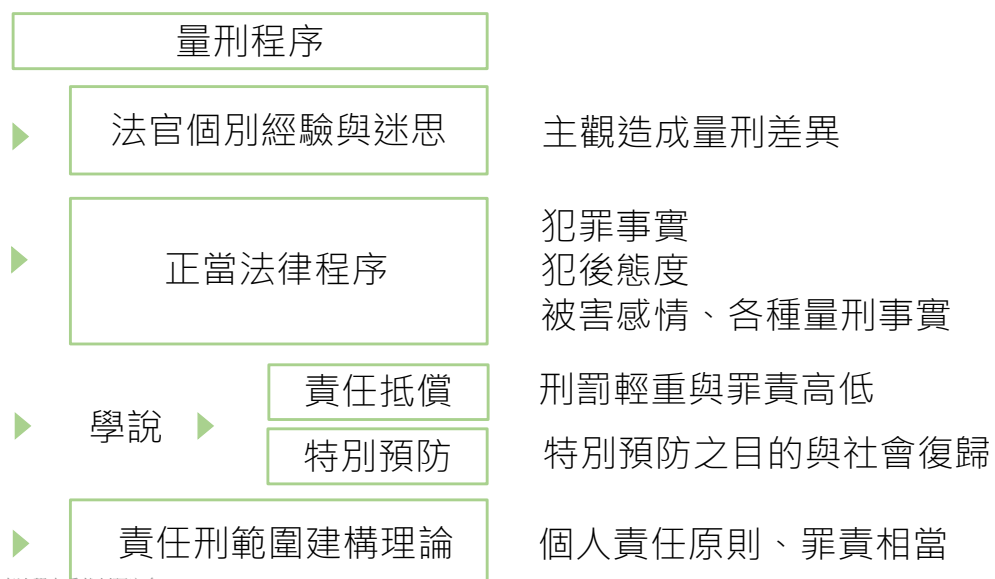 量刑程序
法官個別經驗與迷思
主觀造成量刑差異
正當法律程序
犯罪事實
犯後態度
被害感情、各種量刑事實
學說
責任抵償
刑罰輕重與罪責高低
特別預防
特別預防之目的與社會復歸
責任刑範圍建構理論
個人責任原則、罪責相當